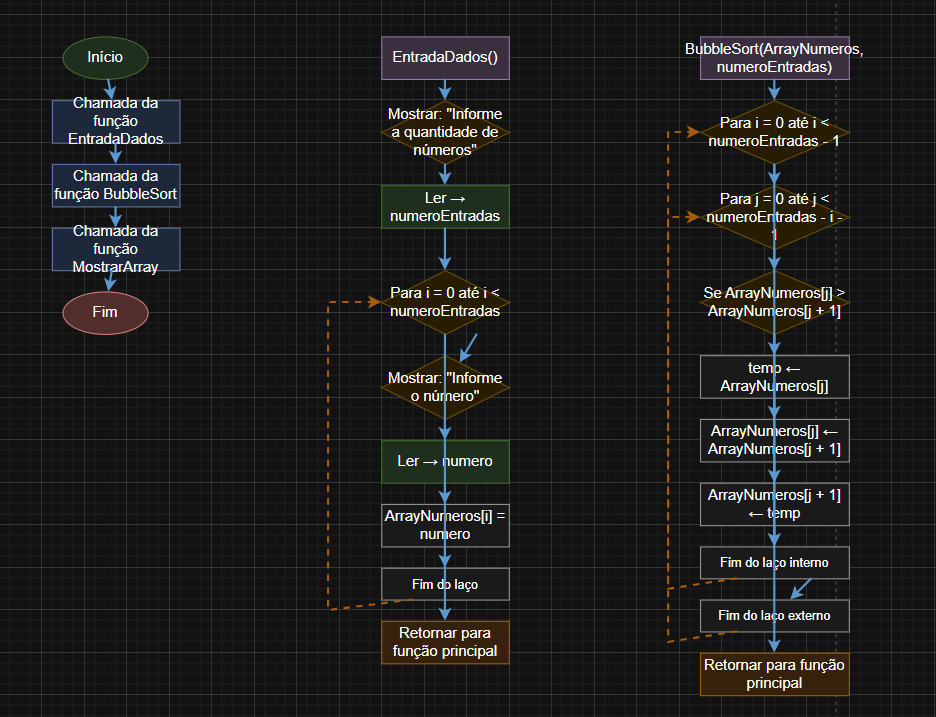 Início
Chamada da
função
EntradaDados
Chamada da
função BubbleSort
Chamada da
função
MostrarArray
Fim
EntradaDados()
Mostrar: "Informe
a quantidade de
números"
Ler →
numeroEntradas
Para i = 0 até i <
numeroEntradas
Mostrar: "Informe
o número"
Ler → numero
ArrayNumeros[i] =
numero
Fim do laço
Retornar para
função principal
BubbleSort(ArrayNumeros,
numeroEntradas)
Para i = 0 até i <
numeroEntradas - 1
Para j = 0 até j <
numeroEntradas - i -
1
Se ArrayNumeros[j] >
ArrayNumeros[j + 1]
temp ←
ArrayNumeros[j]
ArrayNumeros[j] ←
ArrayNumeros[j + 1]
ArrayNumeros[j + 1]
← temp
Fim do laço interno
Fim do laço externo
Retornar para função
principal